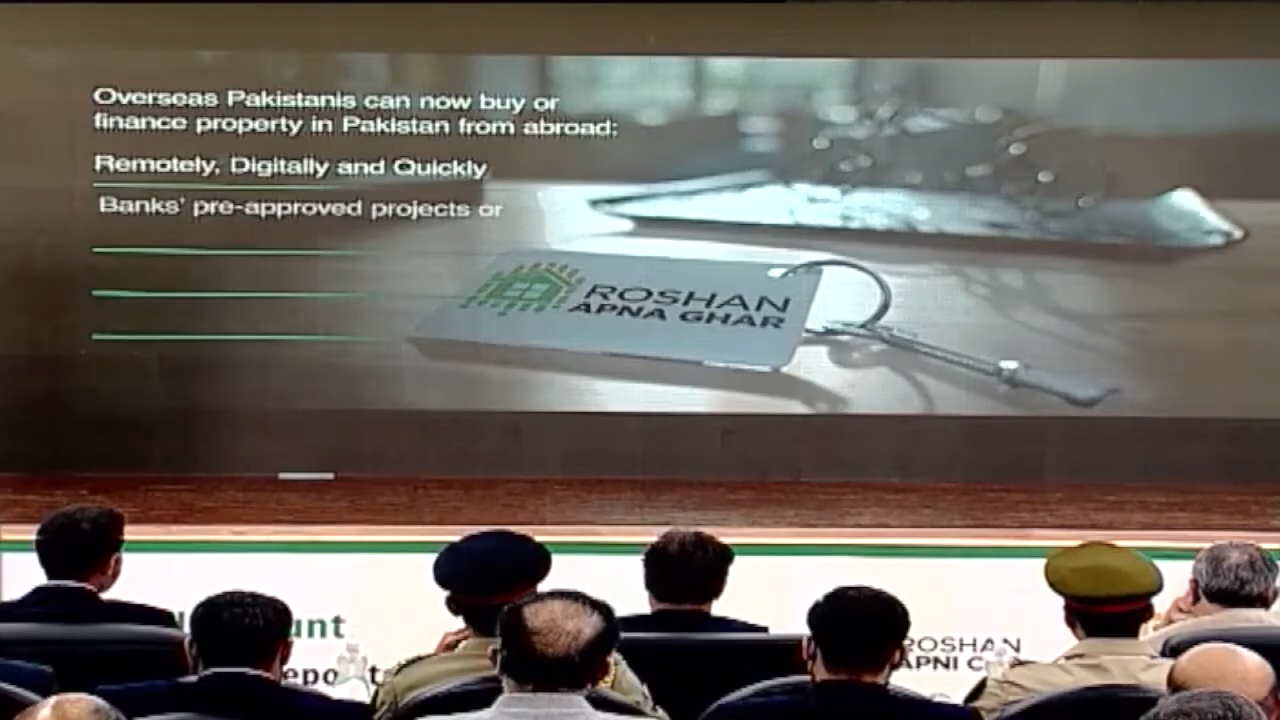 Overseas Pakistanis can now buy or
finance property in Pakistan from abroad:
Remotely, Digitally and Quickly
Banks' pre-approved projects or
ROSHAN
APNA GHAR
ROSHAN
APNI